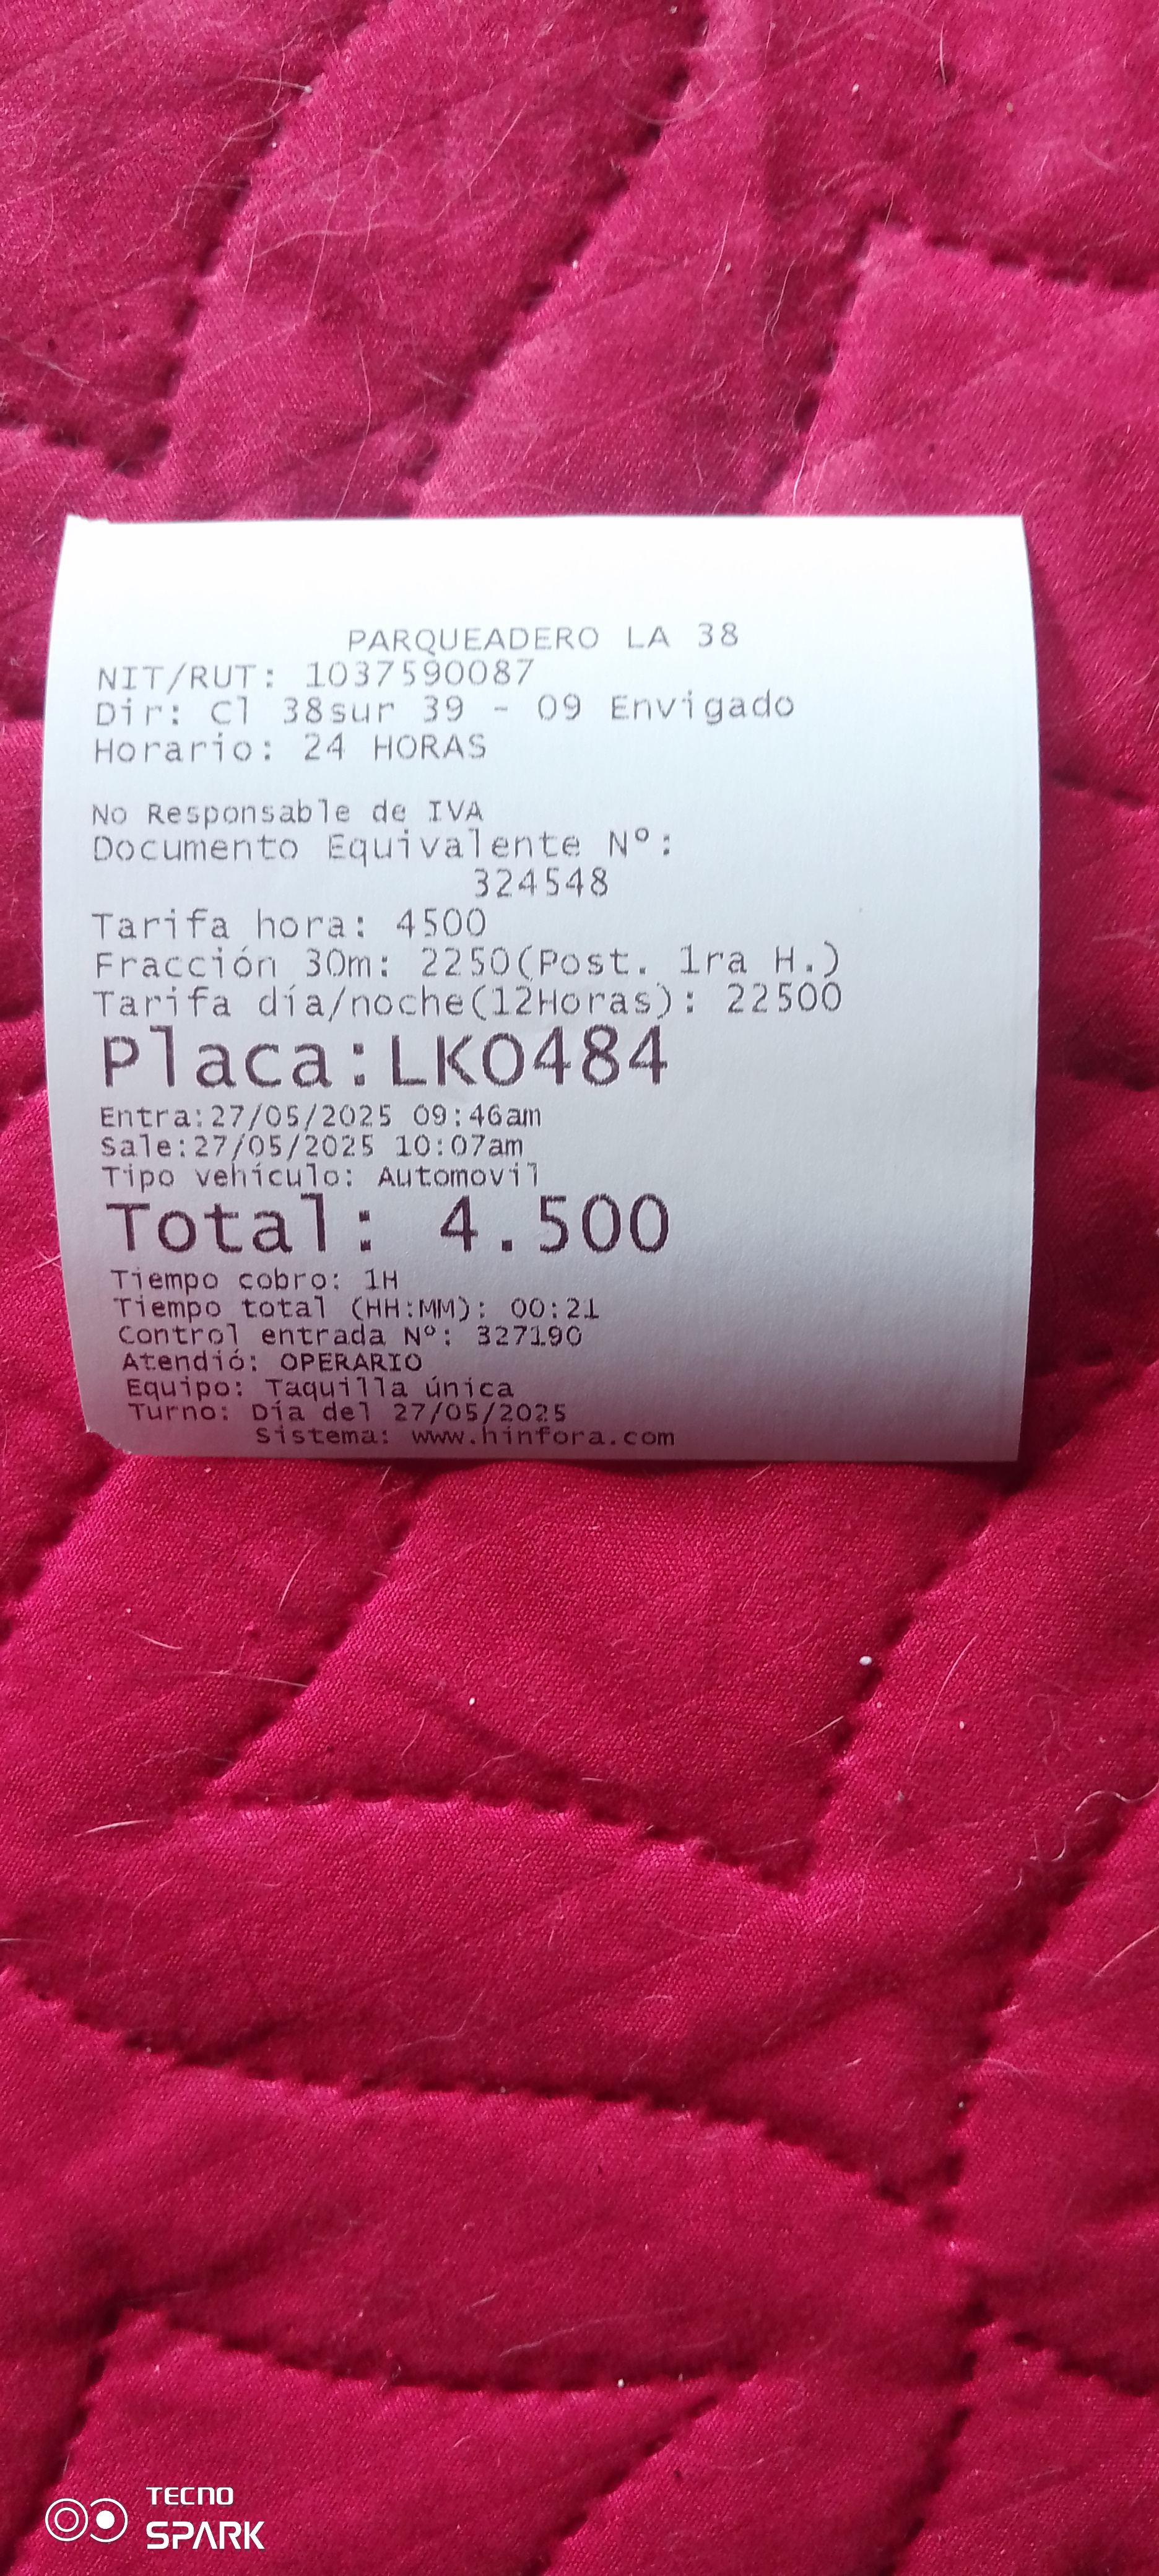 PARQUEADERO LA 38
NIT/RUT: 1037590087
Dir: Cl 38sur 39 - 09 Envigado
Horario: 24 HORAS
No Responsable de IVA
Documento Equivalente Nº:
324548
Tarifa hora: 4500
Fracción 30m: 2250(Post. 1ra H.)
Tarifa día/noche(12Horas): 22500
Placa:LKO484
Entra:27/05/2025 09:46am
Sale:27/05/2025 10:07am
Tipo vehículo: Automovil
Total: 4.500
Tiempo cobro: 1H
Tiempo total (HH:MM): 00:21
Control entrada Nº: 327190
Atendió: OPERARIO
Equipo: Taquilla única
Turno: Día del 27/05/2025
Sistema: www.hinfora.com
TECNO
SPARK